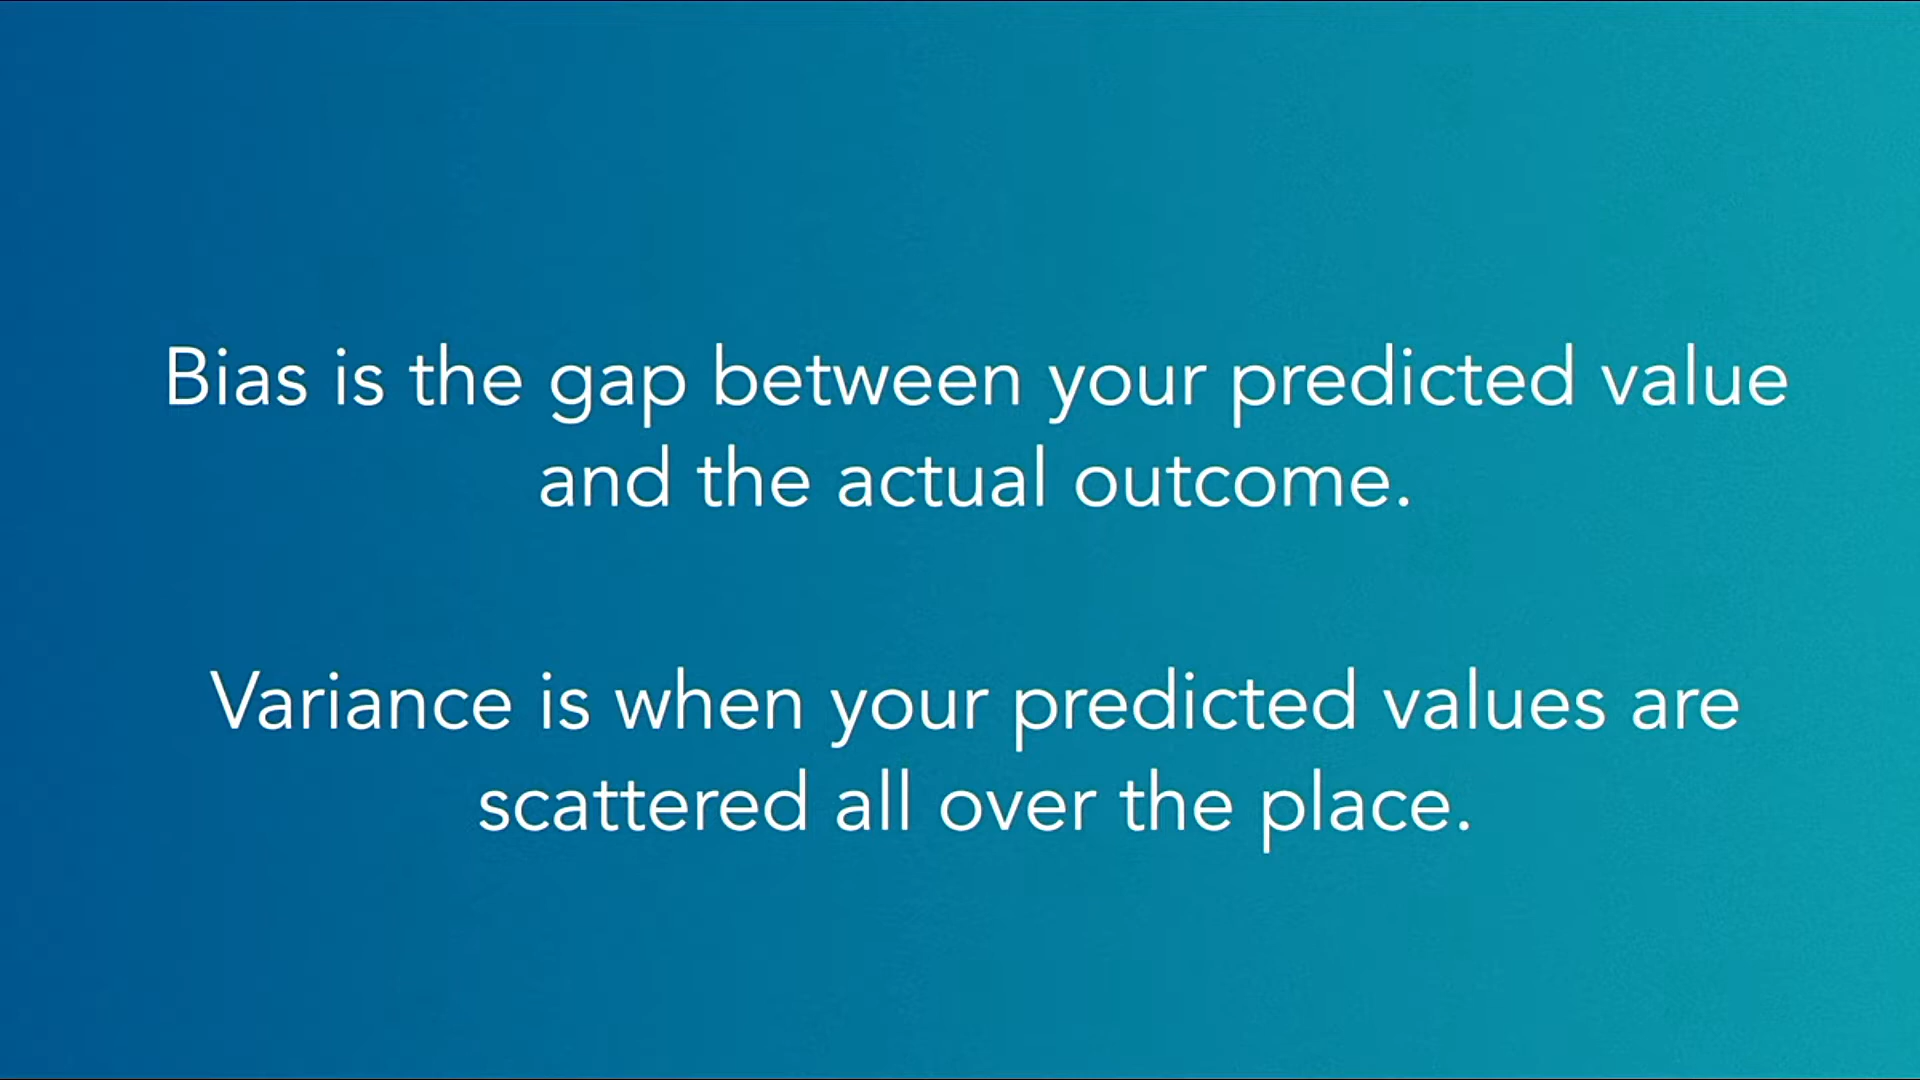 Bias is the gap between your predicted value
and the actual outcome.
Variance is when your predicted values are
scattered all over the place.